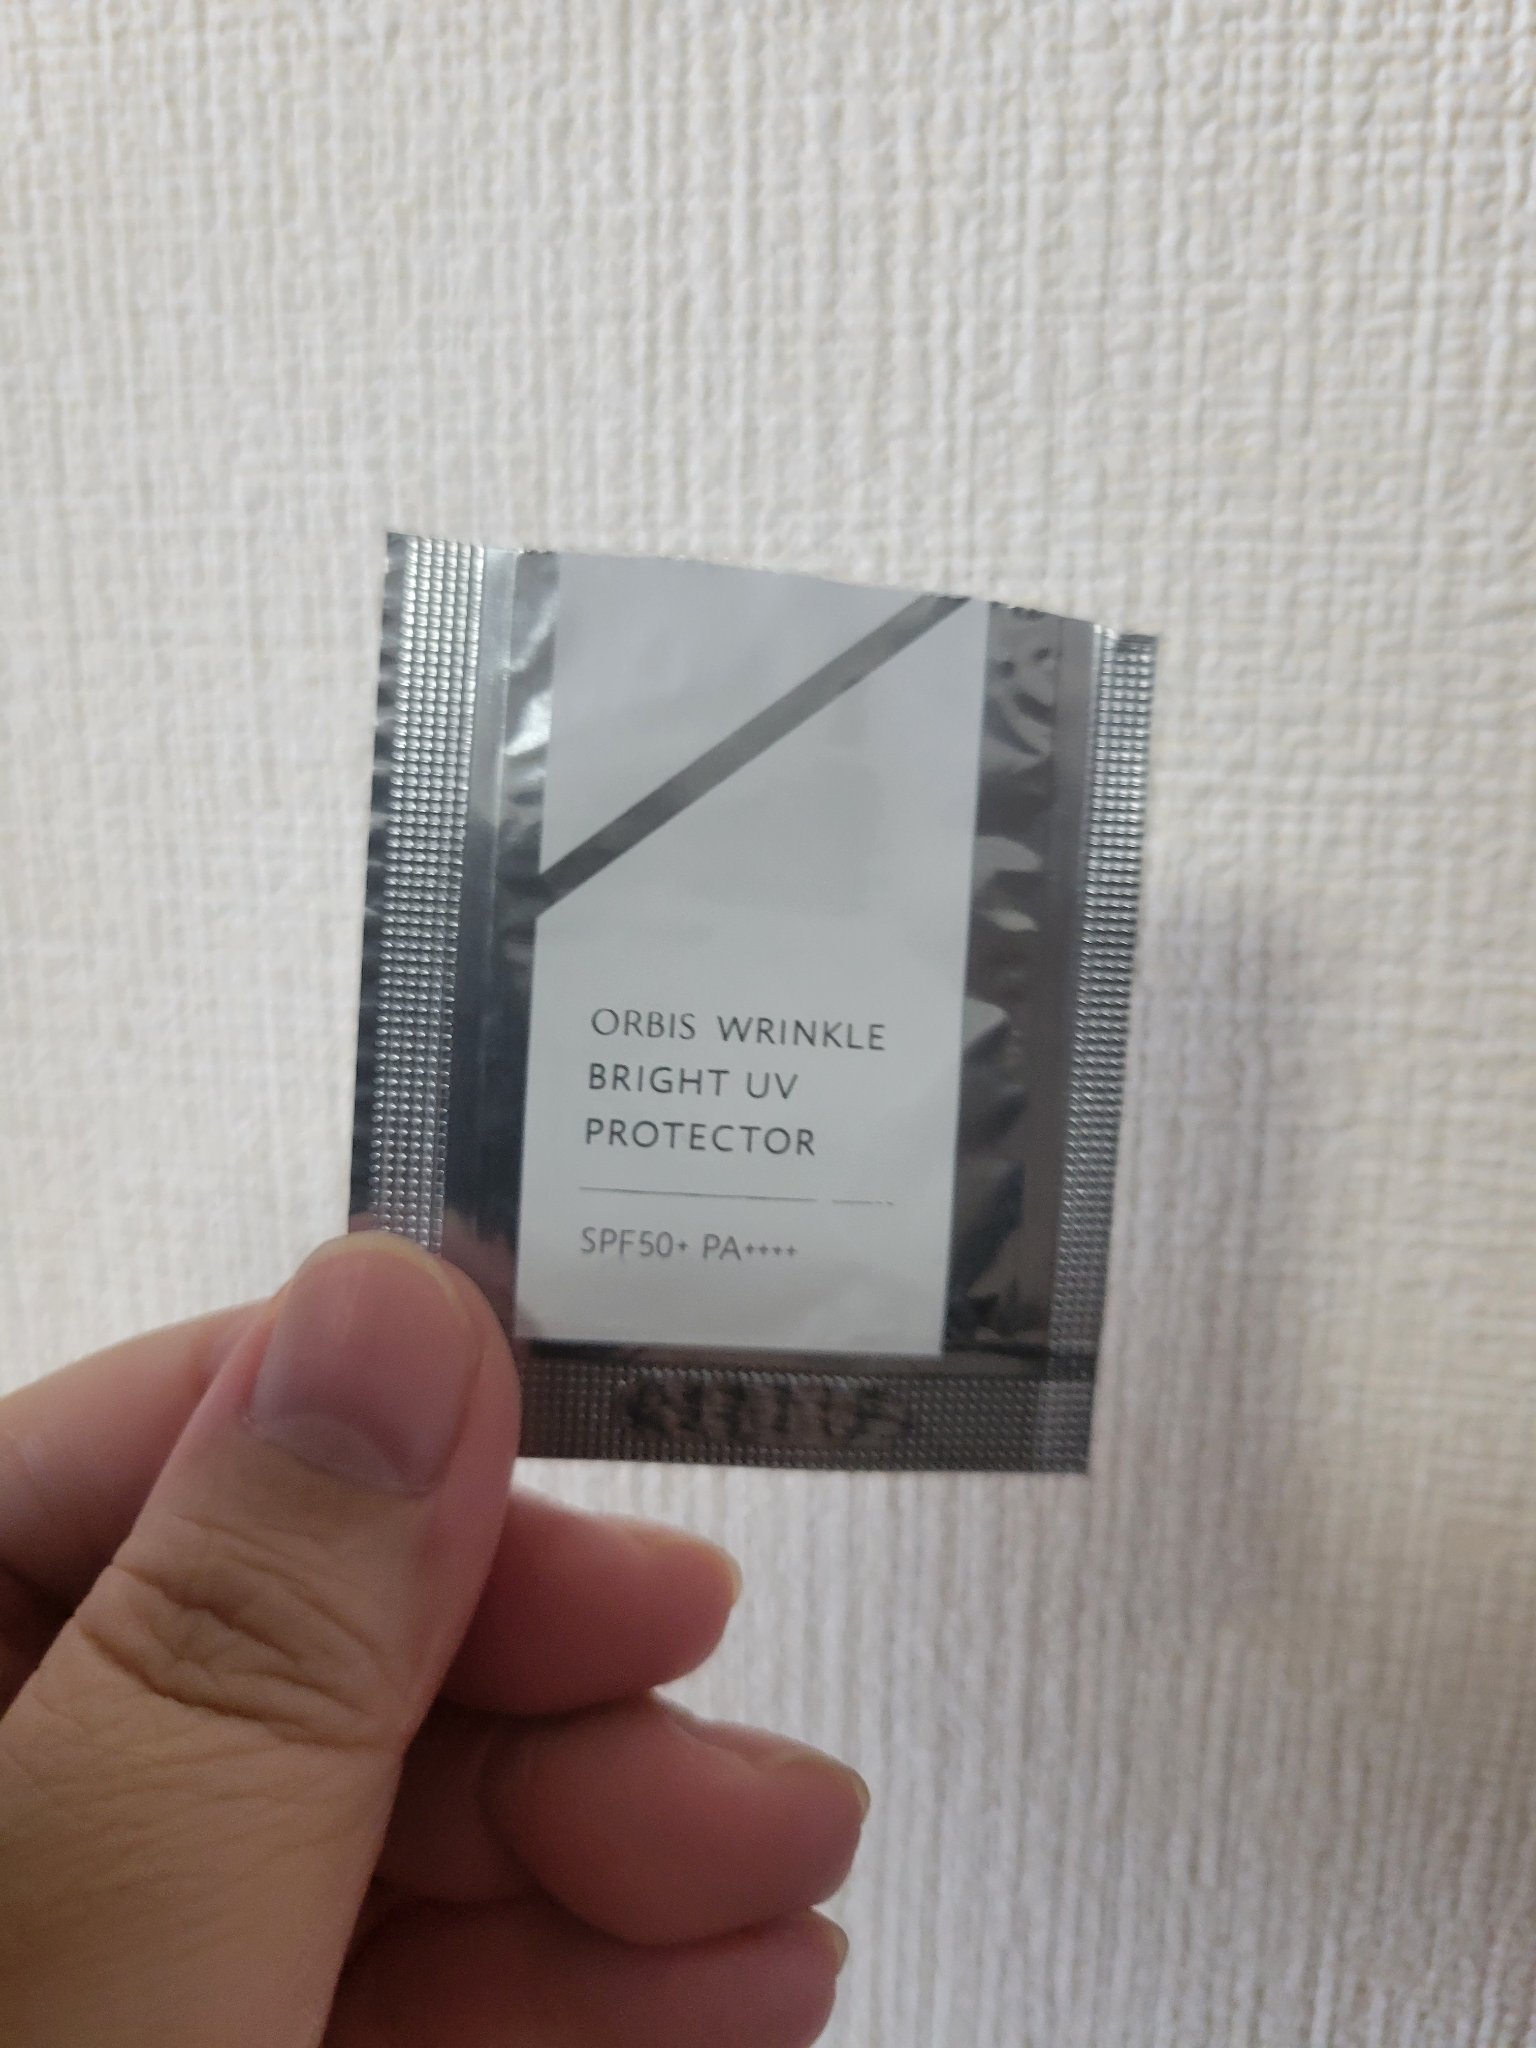 ORBIS WRINKLE
BRIGHT UV
PROTECTOR
SPF50+ PA++++